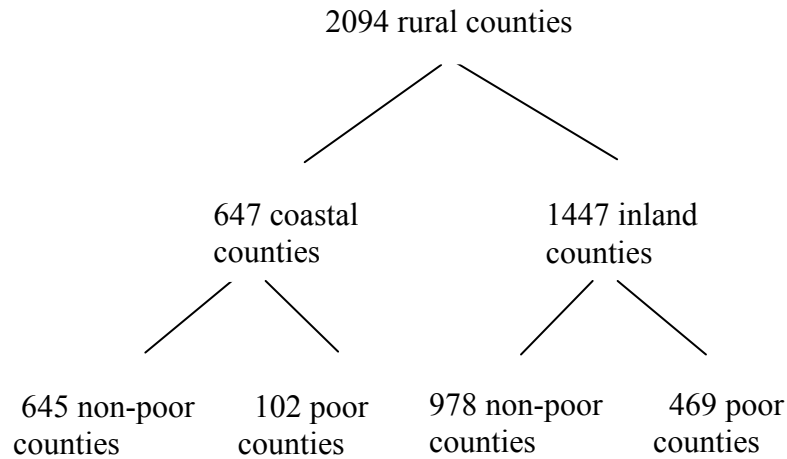 2094 rural counties
647 coastal
counties
1447 inland
counties
645 non-poor
counties
102 poor
counties
978 non-poor
counties
469 poor
counties